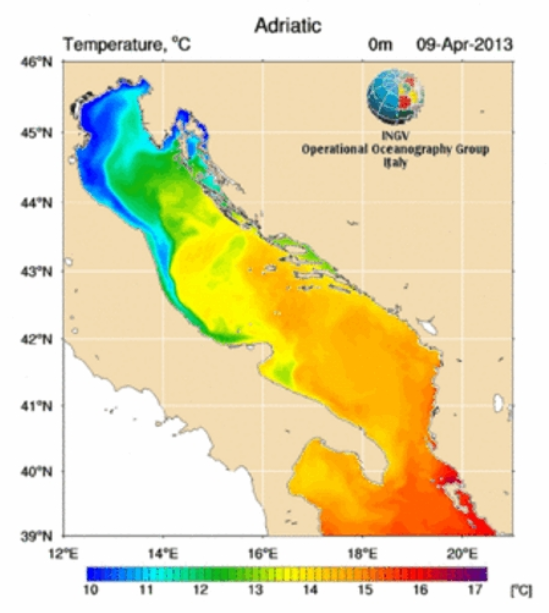 Adriatic
Temperature, °C 0m 09-Apr-2013
46°N
INGV
Operational Oceanography Group
Italy
45°N
44°N
43°N
42°N
41°N
40°N
39°N
12°E 14°E 16°E 18°E 20°E
10 11 12 13 14 15 16 17 [°C]